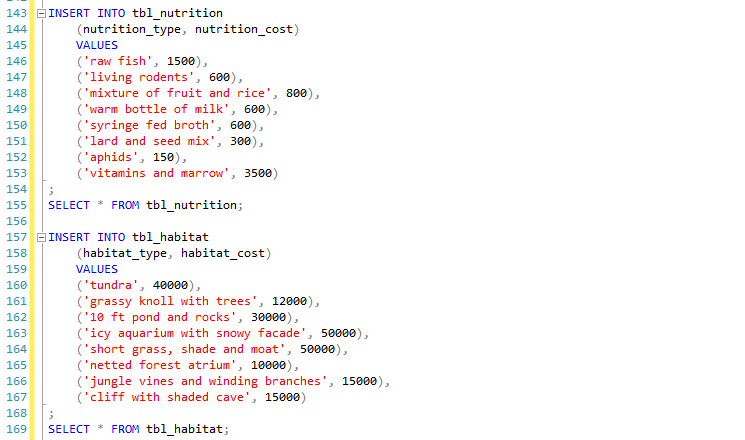 143 INSERT INTO tbl_nutrition
144 (nutrition_type, nutrition_cost)
145 VALUES
146 ('raw fish', 1500),
147 ('living rodents', 600),
148 ('mixture of fruit and rice', 800),
149 ('warm bottle of milk', 600),
150 ('syringe fed broth', 600),
151 ('lard and seed mix', 300),
152 ('aphids', 150),
153 ('vitamins and marrow', 3500)
154 ;
155 SELECT * FROM tbl_nutrition;
156
157 INSERT INTO tbl_habitat
158 (habitat_type, habitat_cost)
159 VALUES
160 ('tundra', 40000),
161 ('grassy knoll with trees', 12000),
162 ('10 ft pond and rocks', 30000),
163 ('icy aquarium with snowy facade', 50000),
164 ('short grass, shade and moat', 50000),
165 ('netted forest atrium', 10000),
166 ('jungle vines and winding branches', 15000),
167 ('cliff with shaded cave', 15000)
168 ;
169 SELECT * FROM tbl_habitat;